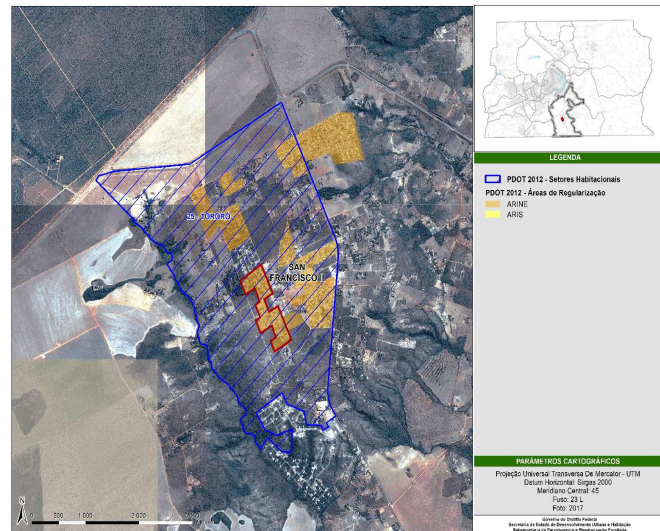 25 - TORORÓ
SAN
FRANCISCO I
N
0 500 1 000 2 000
LEGENDA
PDOT 2012 - Setores Habitacionais
PDOT 2012 - Áreas de Regularização
ARINE
ARIS
PARÂMETROS CARTOGRÁFICOS
Projeção Universal Transversa De Mercator - UTM
Datum Horizontal: Sirgas 2000
Meridiano Central: 45
Fuso: 23 L
Foto: 2017
Governo do Distrito Federal
Secretaria de Estado de Desenvolvimento Urbano e Habitação